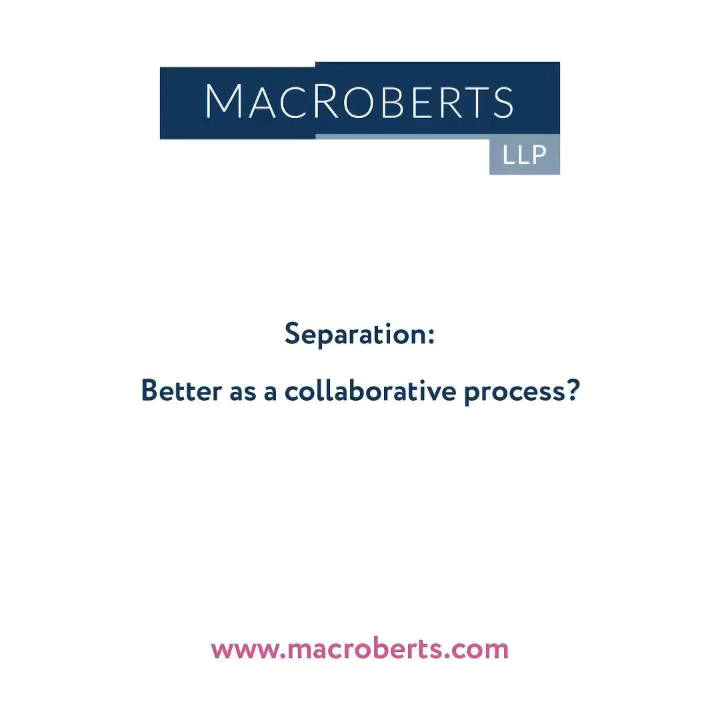 MACROBERTS
LLP
Separation:
Better as a collaborative process?
www.macroberts.com